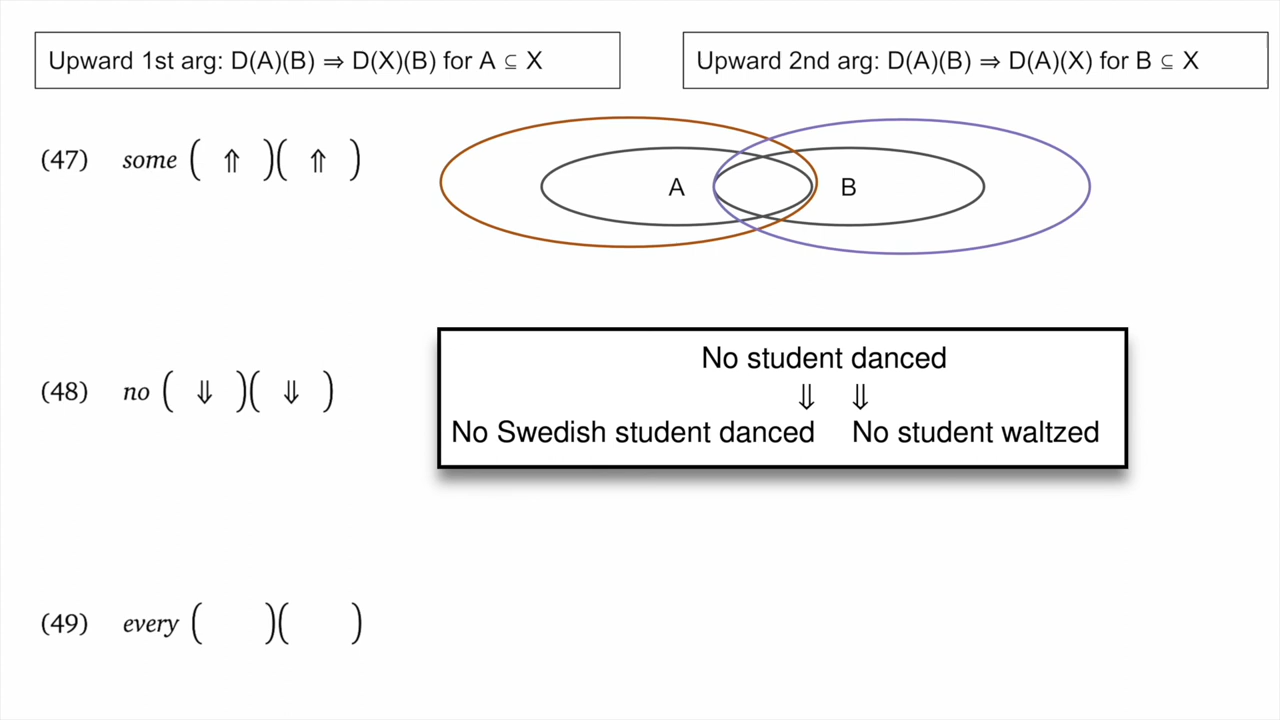 Upward 1st arg: D(A)(B) ⇒ D(X)(B) for A ⊆ X
Upward 2nd arg: D(A)(B) ⇒ D(A)(X) for B ⊆ X
(47) some ( ⇑ )( ⇑ )
A B
(48) no ( ⇓ )( ⇓ )
No student danced
⇓ ⇓
No Swedish student danced No student waltzed
(49) every ( )( )